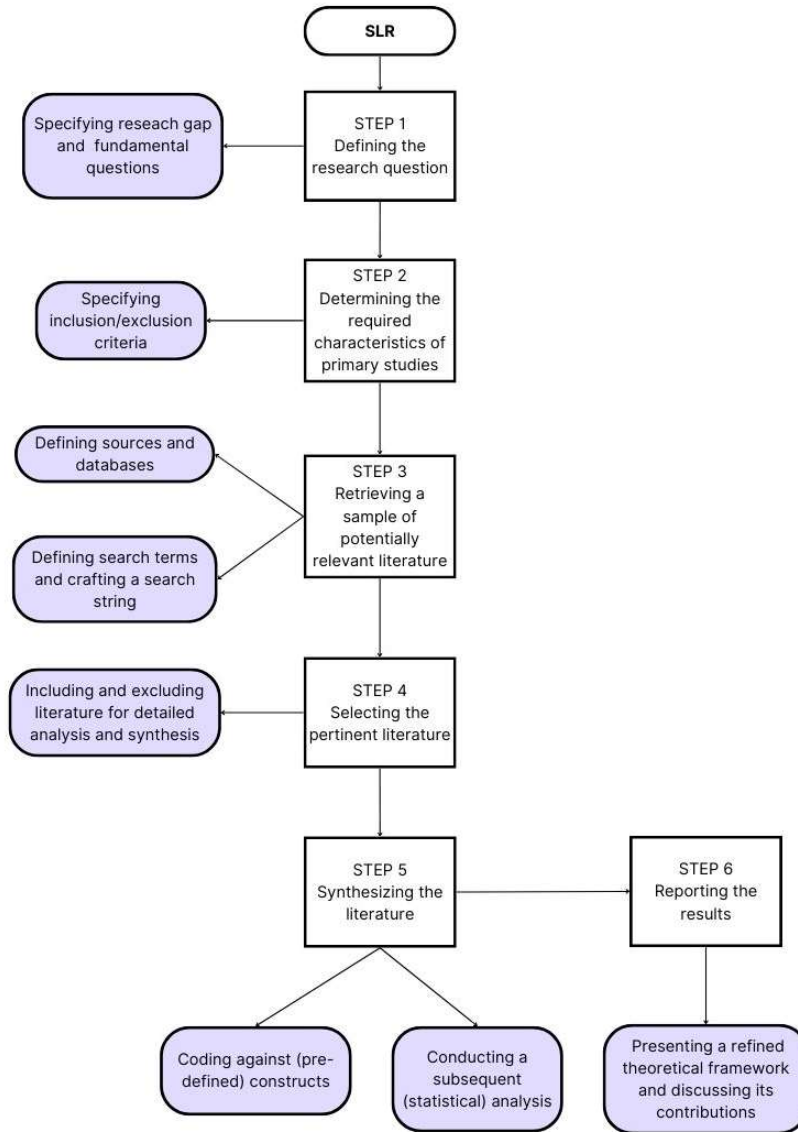 SLR
STEP 1
Defining the
research question
Specifying reseach gap
and fundamental
questions
STEP 2
Determining the
required
characteristics of
primary studies
Specifying
inclusion/exclusion
criteria
STEP 3
Retrieving a
sample of
potentially
relevant literature
Defining sources and
databases
Defining search terms
and crafting a search
string
STEP 4
Selecting the
pertinent literature
Including and excluding
literature for detailed
analysis and synthesis
STEP 5
Synthesizing the
literature
STEP 6
Reporting the
results
Coding against (pre-
defined) constructs
Conducting a
subsequent
(statistical) analysis
Presenting a refined
theoretical framework
and discussing its
contributions